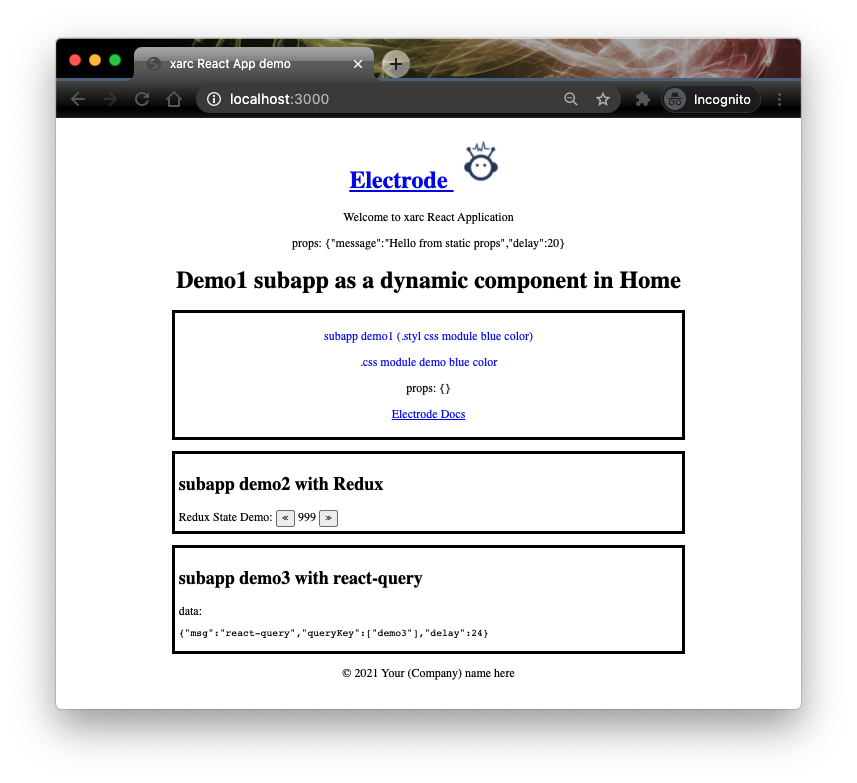 xarc React App demo
localhost:3000
Incognito
Electrode
Welcome to xarc React Application
props: {"message":"Hello from static props","delay":20}
Demo1 subapp as a dynamic component in Home
subapp demo1 (.styl css module blue color)
.css module demo blue color
props: {}
Electrode Docs
subapp demo2 with Redux
Redux State Demo: « 999 »
subapp demo3 with react-query
data:
{"msg":"react-query","queryKey":["demo3"],"delay":24}
© 2021 Your (Company) name here